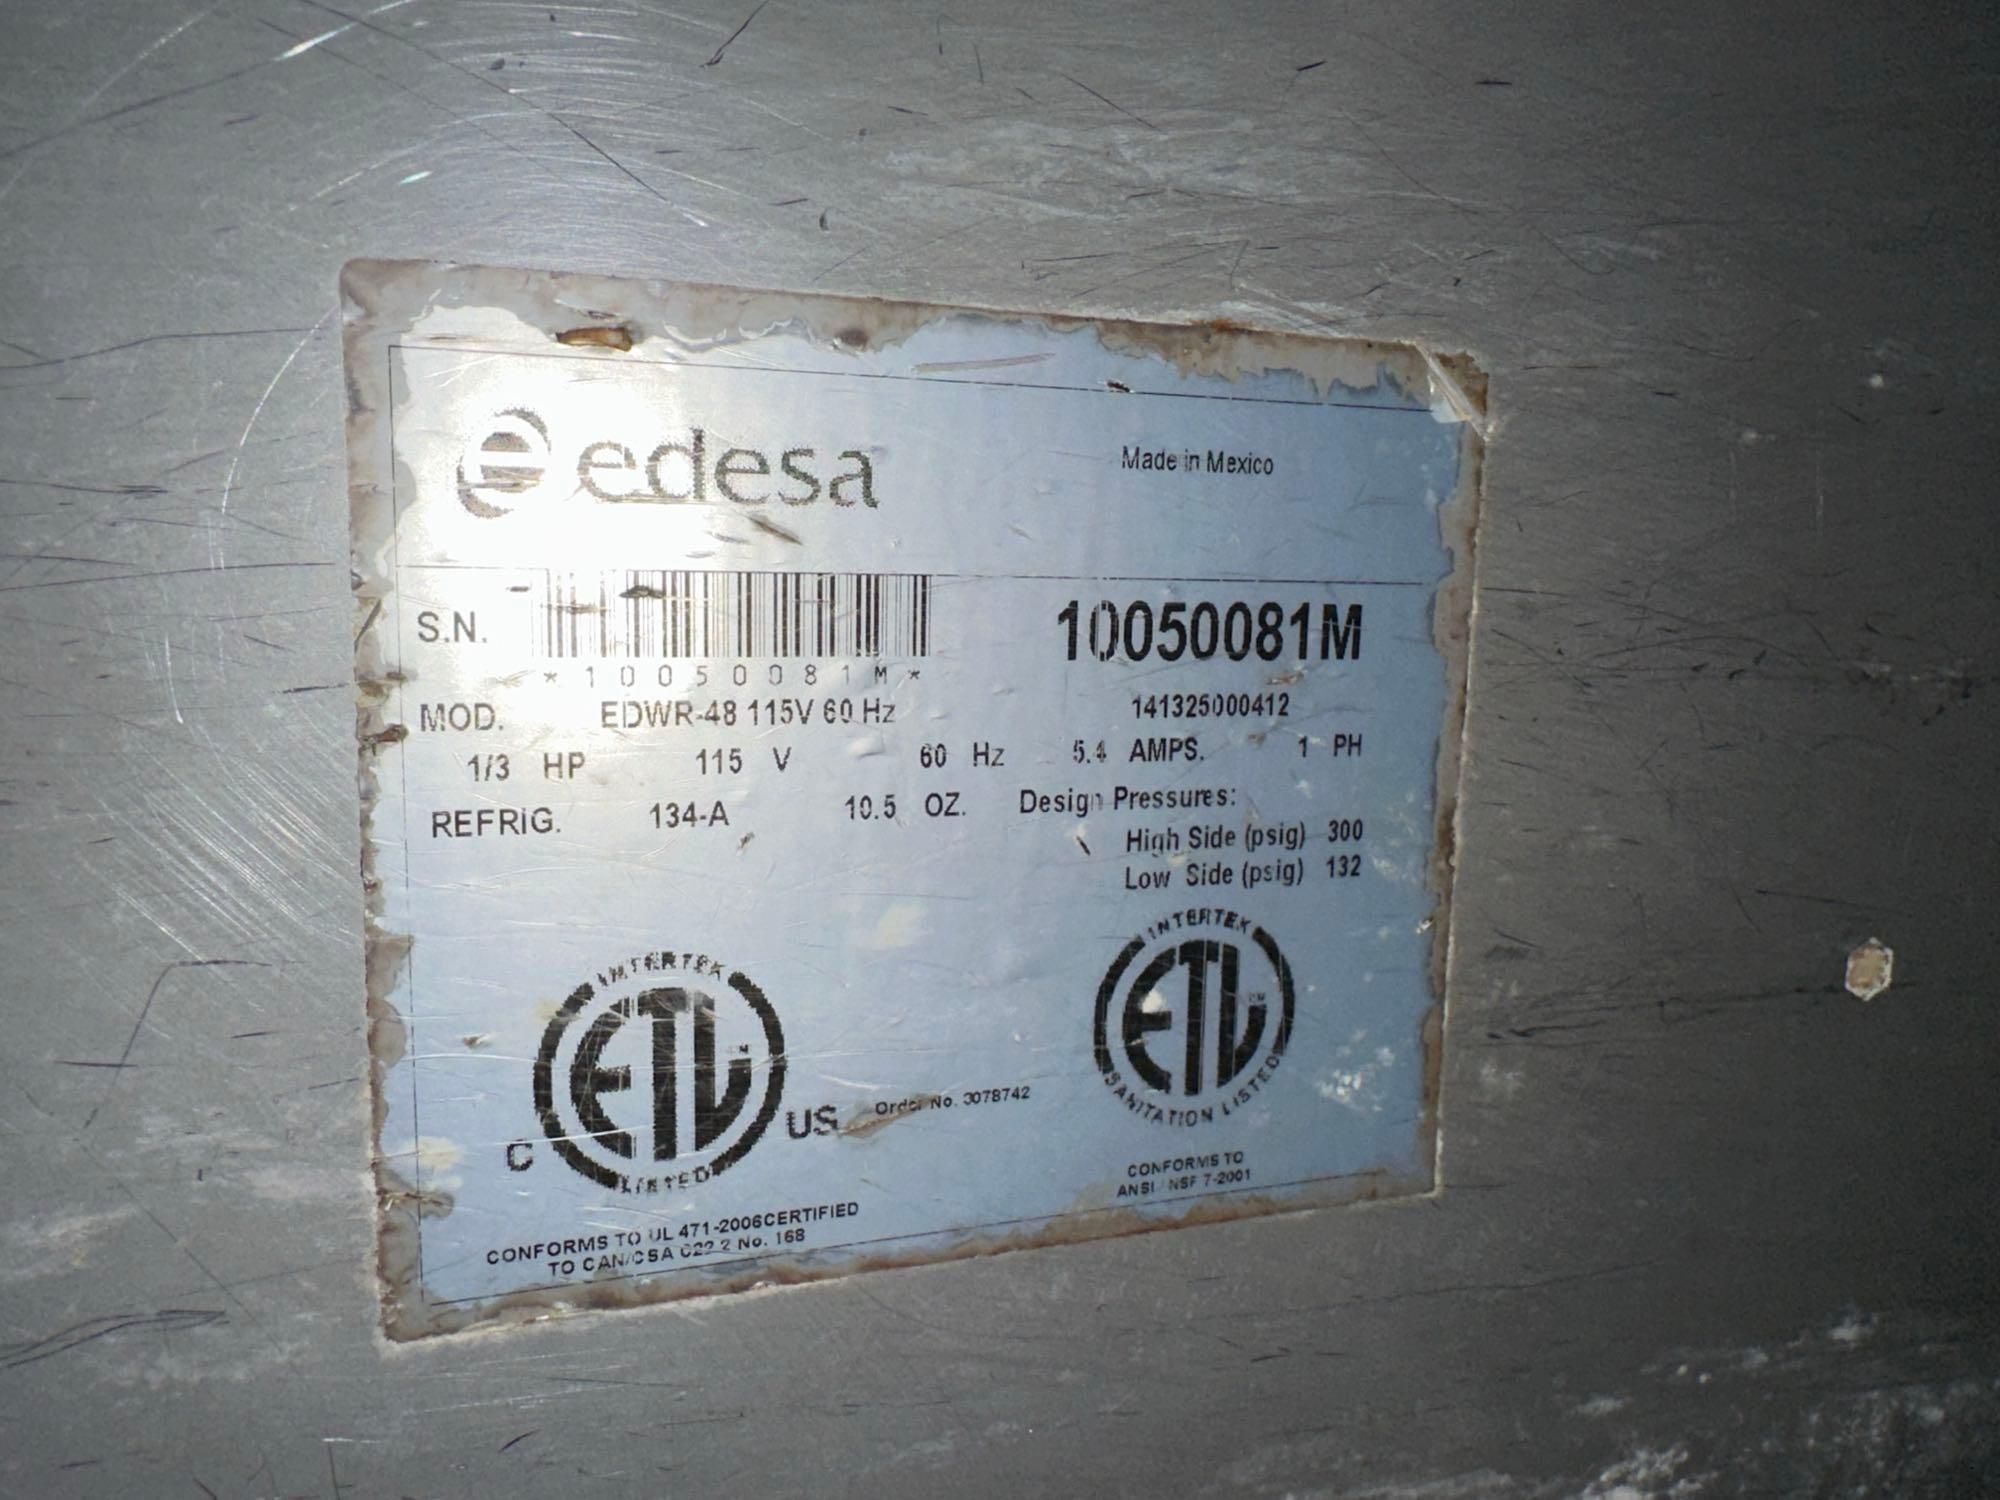 e edesa
Made in Mexico
S.N.
10050081M
*10050081M*
MOD. EDWR-48 115V 60 Hz 141325000412
1/3 HP 115 V 60 Hz 5.4 AMPS. 1 PH
REFRIG. 134-A 10.5 OZ. Design Pressures:
High Side (psig) 300
Low Side (psig) 132
INTERTEK
ETL
CM
LISTED
C
US
Order No. 3078742
INTERTEK
ETL
CM
SANITATION LISTED
CONFORMS TO
ANSI / NSF 7-2001
CONFORMS TO UL 471-2006CERTIFIED
TO CAN/CSA C22.2 No. 168